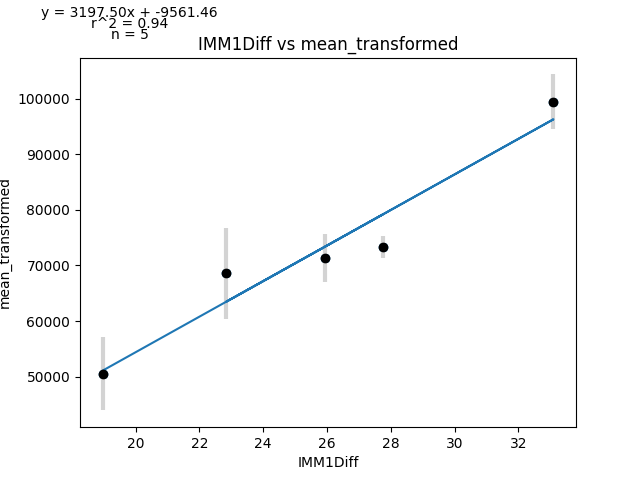 y = 3197.50x + -9561.46
r^2 = 0.94
n = 5
IMM1Diff vs mean_transformed
100000
90000
80000
70000
60000
50000
mean_transformed
20 22 24 26 28 30 32
IMM1Diff